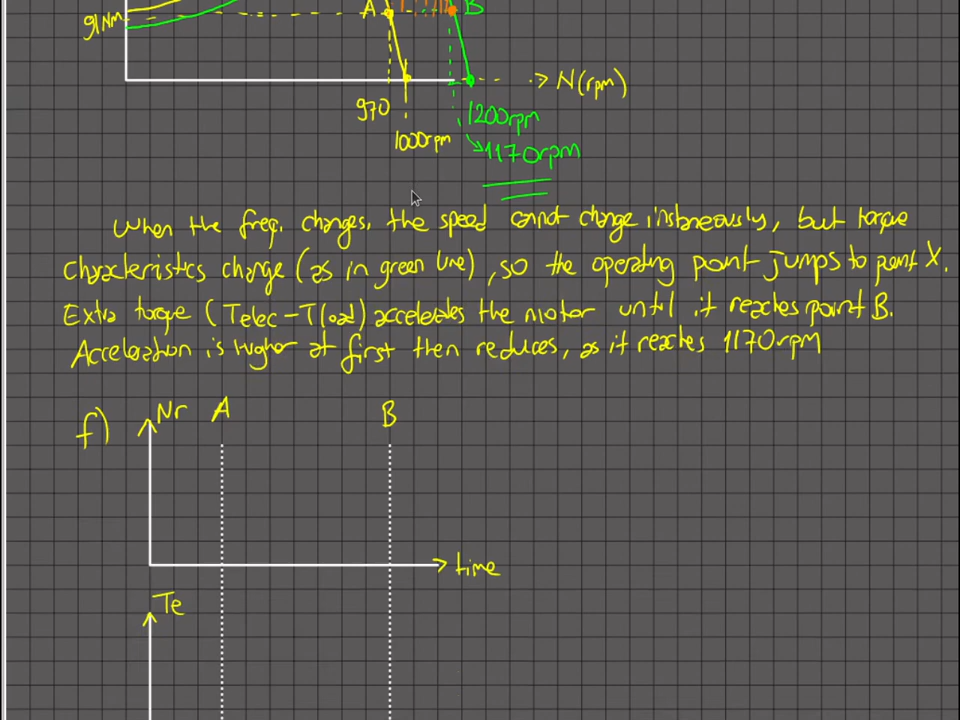 91Nm
A
B
N(rpm)
970
1200rpm
1000rpm
1170rpm
When the freq. changes, the speed cannot change instaneously, but torque
charcteristics change (as in green line), so the operating point jumps to point X.
Extra torque (Telec-Tload) accelerates the motor until it reaches point B.
Acceleration is higher at first then reduces, as it reaches 1170rpm
f)
Nr
A
B
time
Te